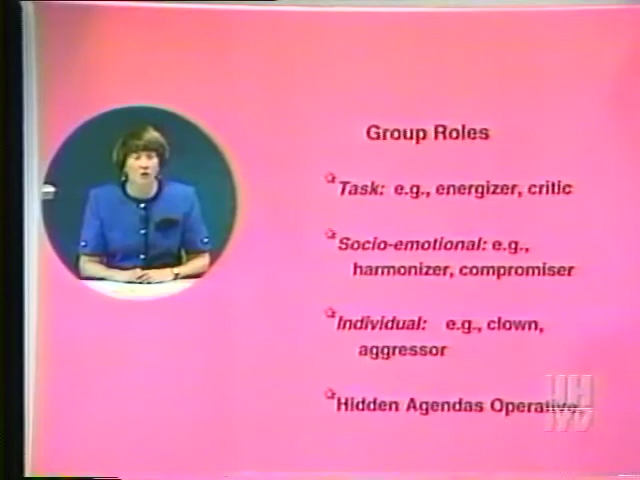 Group Roles
Task: e.g., energizer, critic
Socio-emotional: e.g.,
harmonizer, compromiser
Individual: e.g., clown,
aggressor
Hidden Agendas Operative